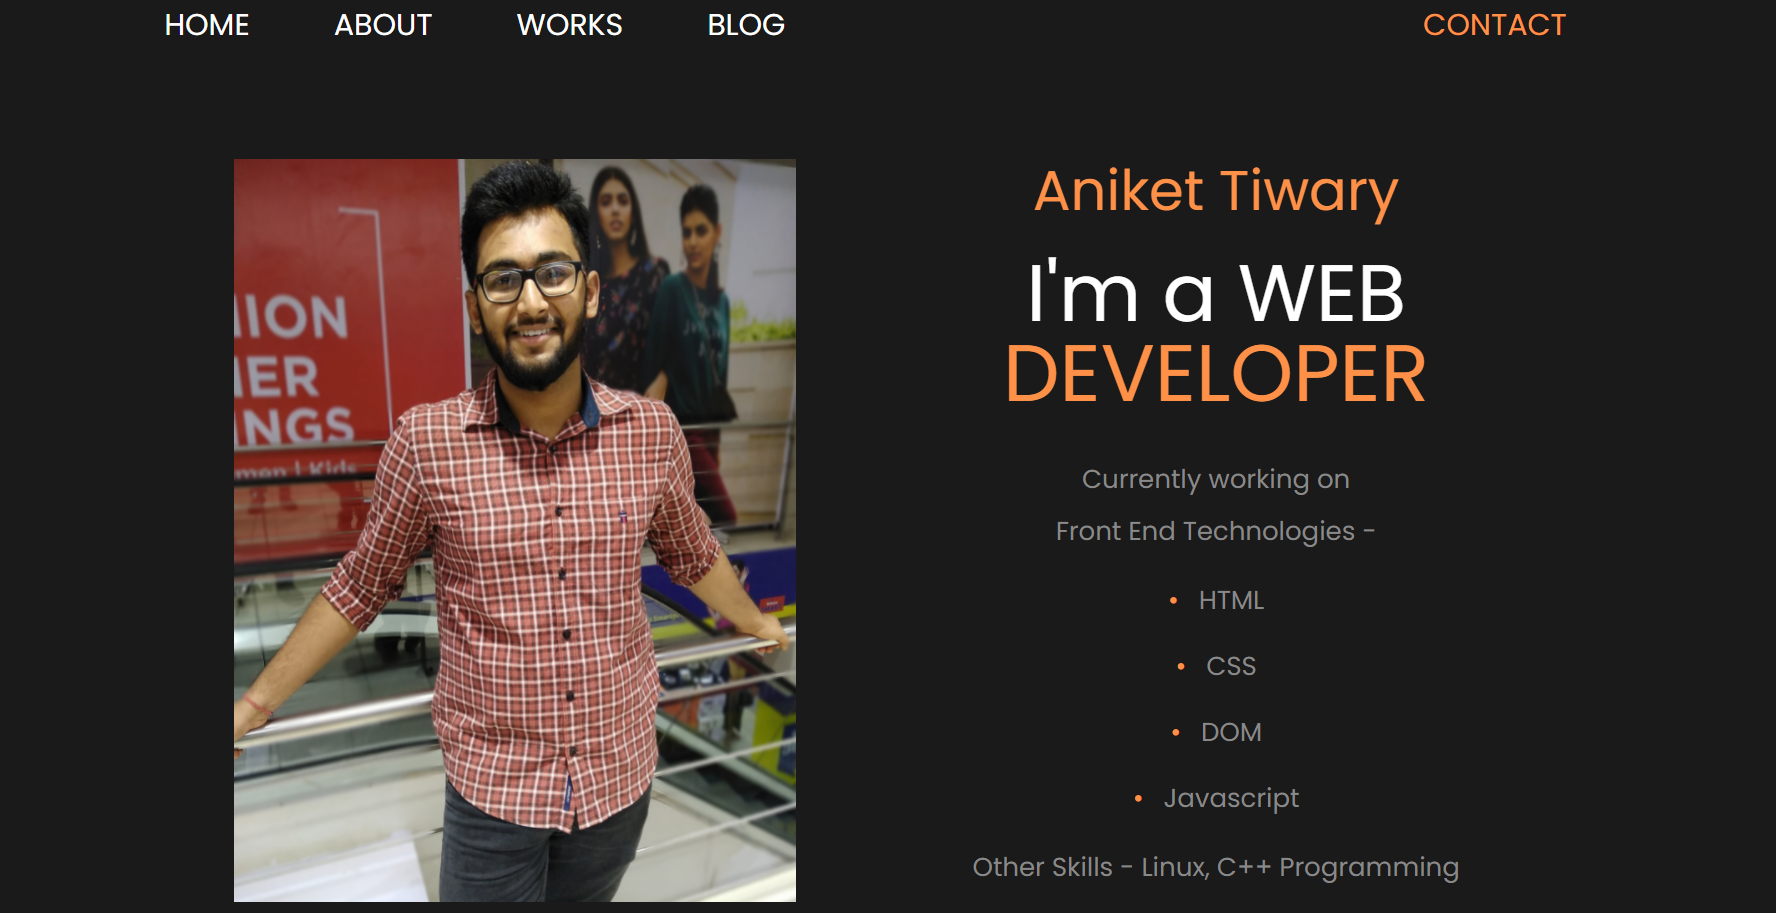 HOME ABOUT WORKS BLOG CONTACT
Aniket Tiwary
I'm a WEB
DEVELOPER
Currently working on
Front End Technologies -
• HTML
• CSS
• DOM
• Javascript
Other Skills - Linux, C++ Programming
ION
ER
NGS
men | Kids